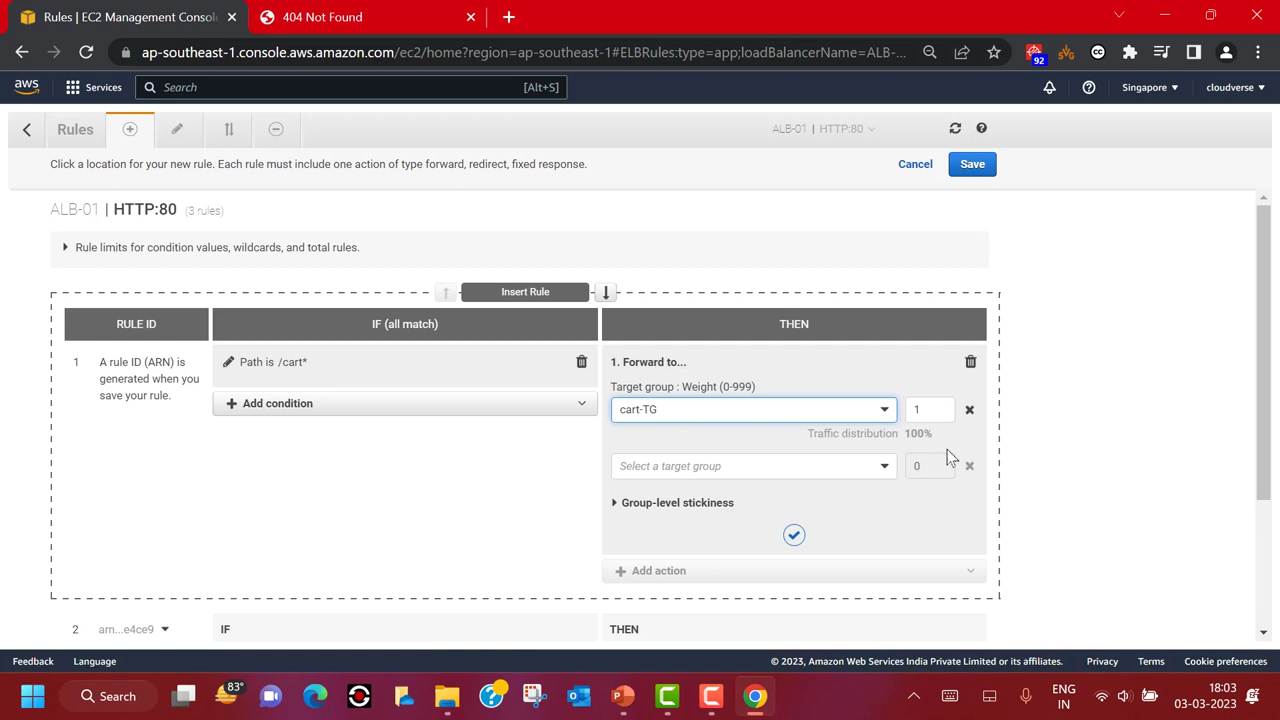 Rules | EC2 Management Conso
404 Not Found
ap-southeast-1.console.aws.amazon.com/ec2/home?region=ap-southeast-1#ELBRules:type=app;loadBalancerName=ALB-...
92
aws
Services
Search
[Alt+S]
Singapore
cloudverse
Rules
ALB-01 | HTTP:80
Click a location for your new rule. Each rule must include one action of type forward, redirect, fixed response.
Cancel
Save
ALB-01 | HTTP:80 (3 rules)
Rule limits for condition values, wildcards, and total rules.
Insert Rule
RULE ID
IF (all match)
THEN
1
A rule ID (ARN) is
generated when you
save your rule.
Path is /cart*
Add condition
1. Forward to...
Target group : Weight (0-999)
cart-TG
1
Traffic distribution 100%
Select a target group
0
Group-level stickiness
Add action
2
arn...e4ce9
IF
THEN
Feedback
Language
© 2023, Amazon Web Services India Private Limited or its affiliates.
Privacy
Terms
Cookie preferences
83°
Search
ENG
IN
18:03
03-03-2023